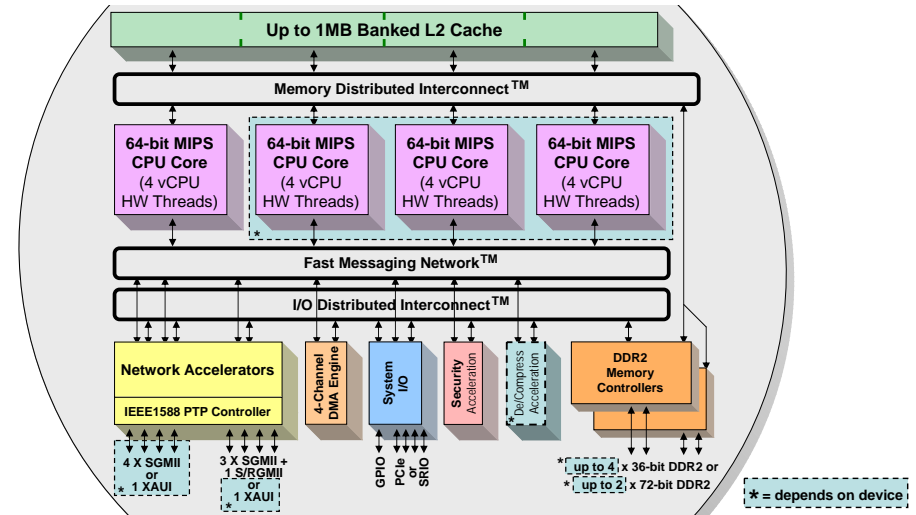 Up to 1MB Banked L2 Cache
Memory Distributed Interconnect™
64-bit MIPS
CPU Core
(4 vCPU
HW Threads)
64-bit MIPS
CPU Core
(4 vCPU
HW Threads)
64-bit MIPS
CPU Core
(4 vCPU
HW Threads)
64-bit MIPS
CPU Core
(4 vCPU
HW Threads)
*
Fast Messaging Network™
I/O Distributed Interconnect™
Network Accelerators
IEEE1588 PTP Controller
4-Channel
DMA Engine
System
I/O
Security
Acceleration
De/Compress
Acceleration
*
DDR2
Memory
Controllers
4 X SGMII
or
1 XAUI
*
3 X SGMII +
1 S/RGMII
or
1 XAUI
*
GPIO
PCIe
or
SRIO
* up to 4 x 36-bit DDR2 or
* up to 2 x 72-bit DDR2
* = depends on device